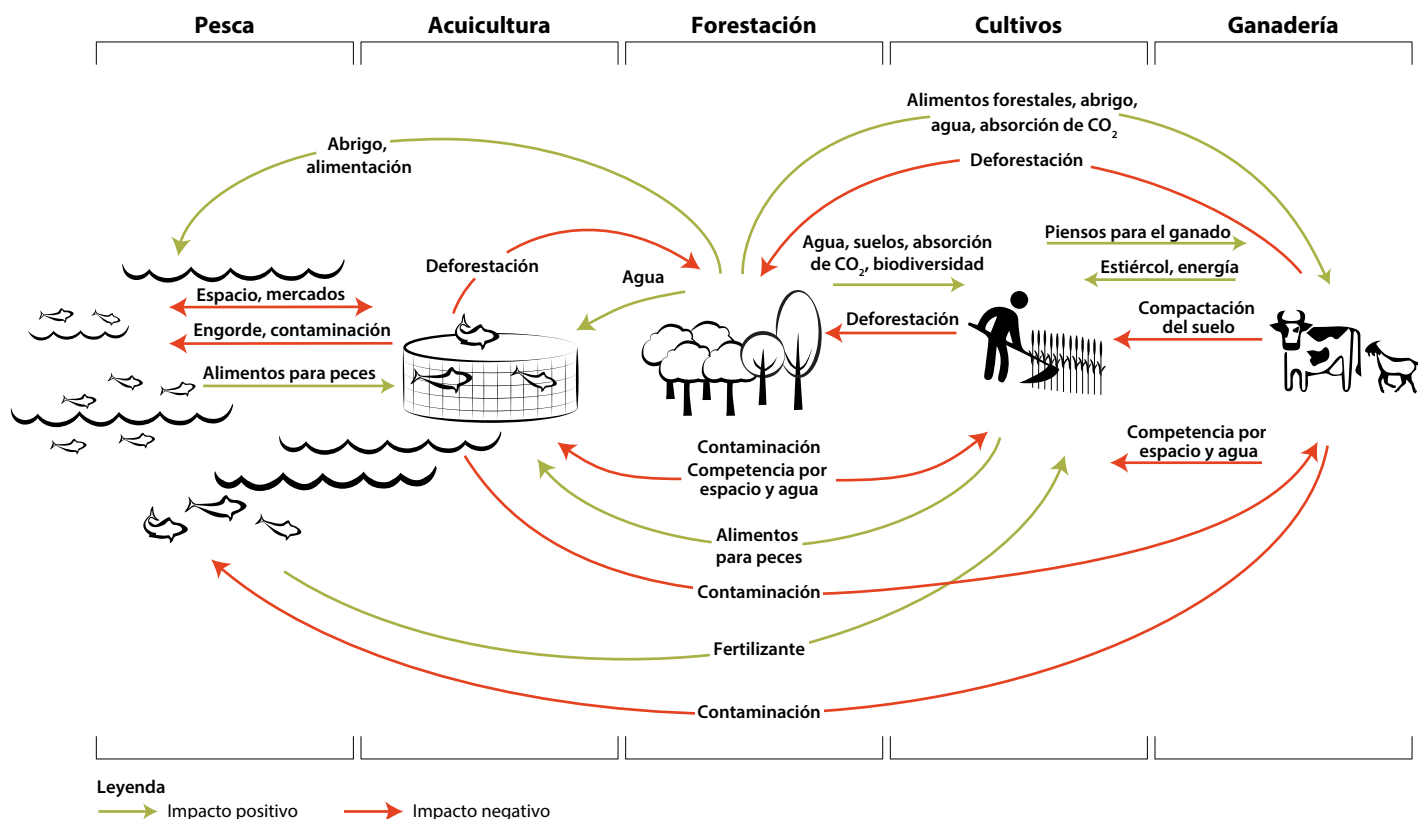 Pesca
Acuicultura
Forestación
Cultivos
Ganadería
Alimentos forestales, abrigo,
agua, absorción de CO₂
Deforestación
Abrigo,
alimentación
Deforestación
Agua
Agua, suelos, absorción
de CO₂, biodiversidad
Deforestación
Piensos para el ganado
Estiércol, energía
Compactación
del suelo
Espacio, mercados
Engorde, contaminación
Alimentos para peces
Contaminación
Competencia por
espacio y agua
Competencia por
espacio y agua
Alimentos
para peces
Contaminación
Fertilizante
Contaminación
Leyenda
Impacto positivo
Impacto negativo